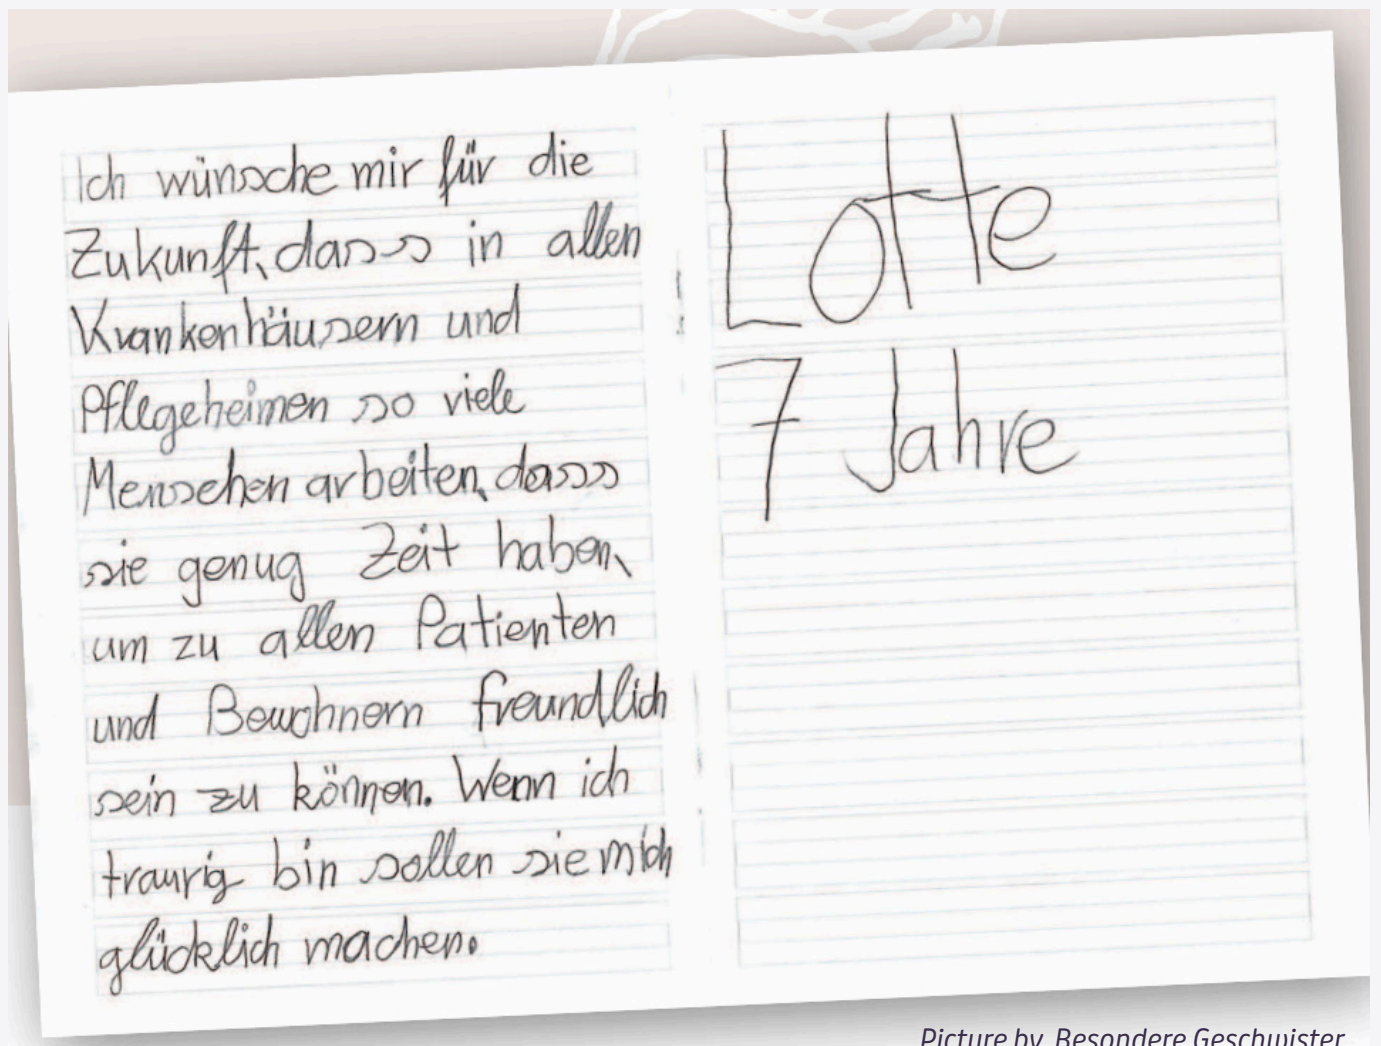 Ich wünsche mir für die
Zukunft, dass in allen
Krankenhäusern und
Pflegeheimen so viele
Menschen arbeiten, dass
sie genug Zeit haben,
um zu allen Patienten
und Bewohnern freundlich
sein zu können. Wenn ich
traurig bin sollen sie mich
glücklich machen.
Lotte
7 Jahre
Picture by Besondere Geschwister